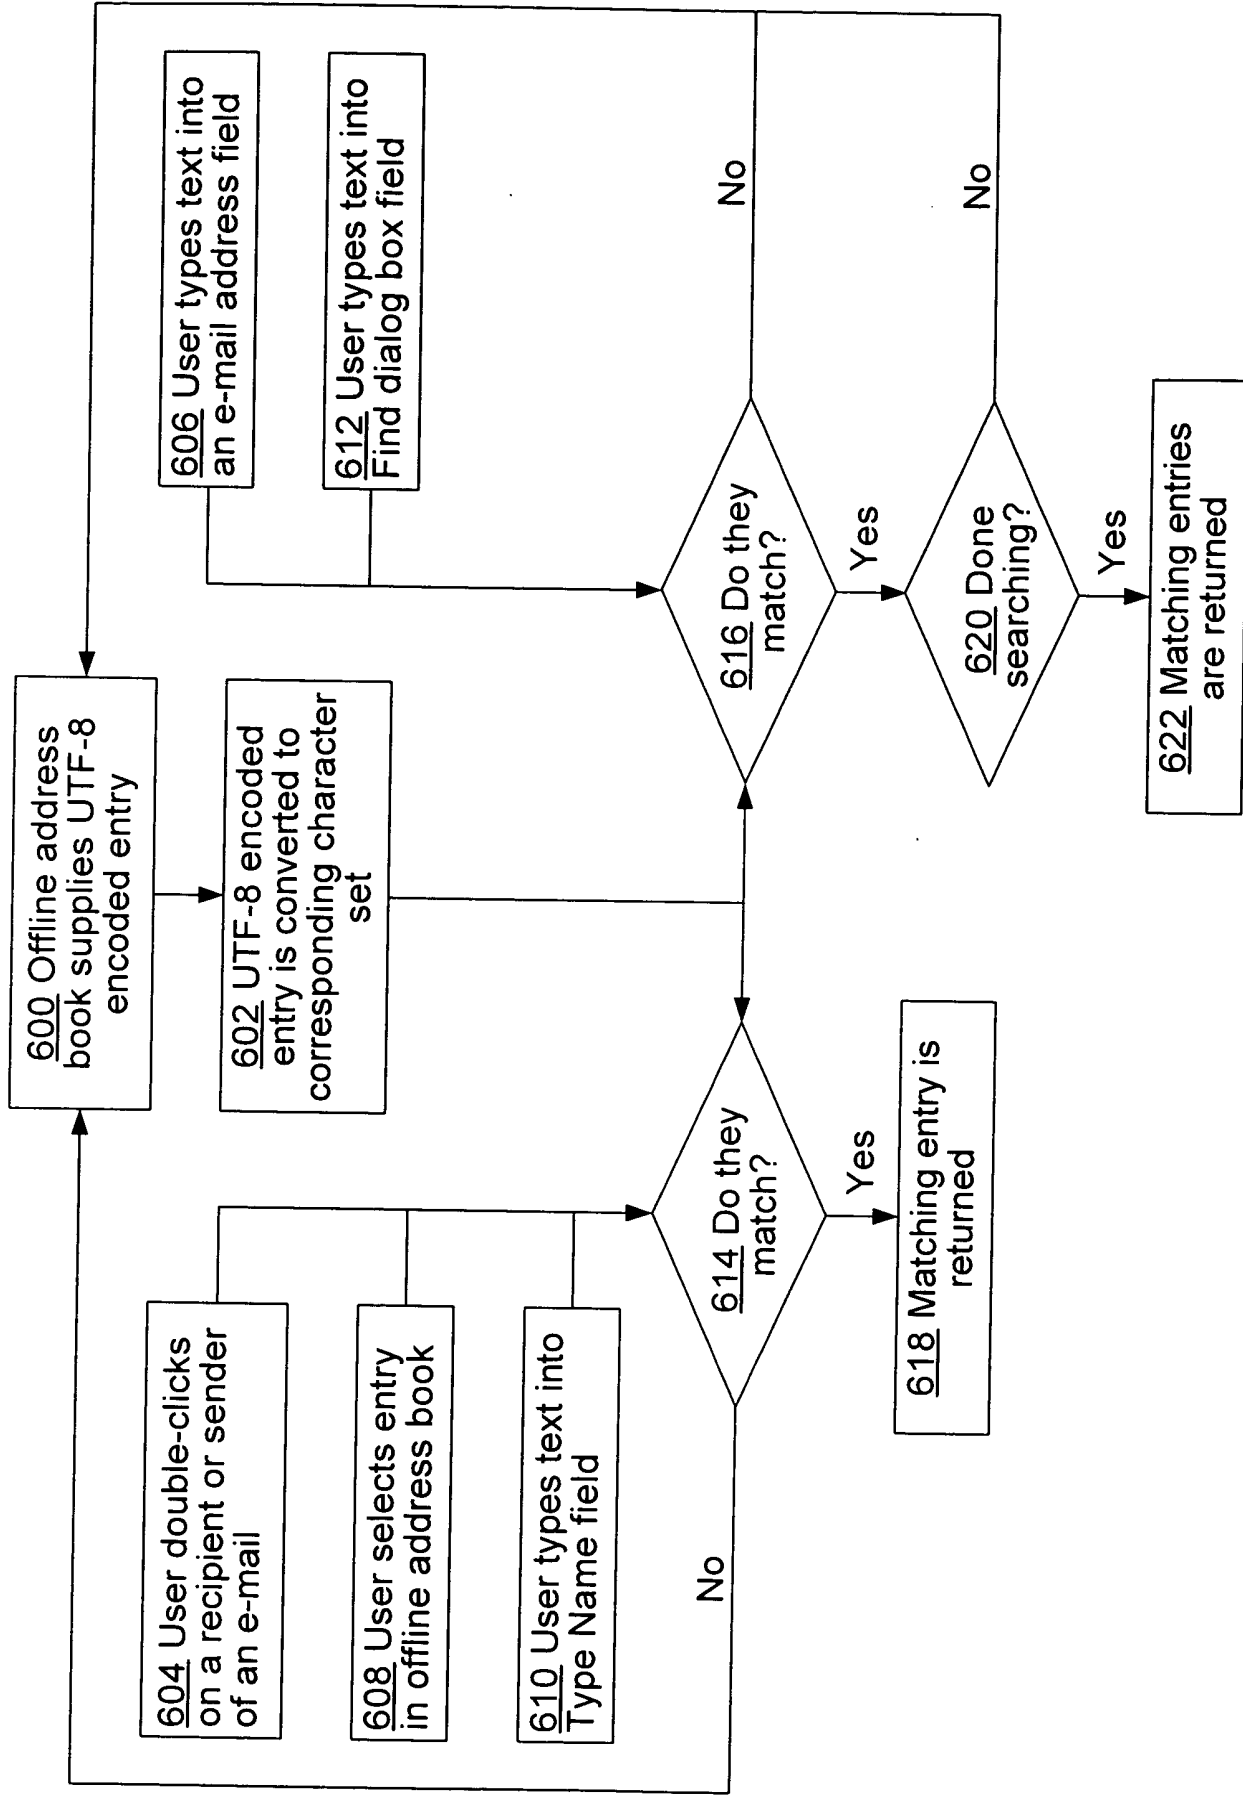 600 Offline address
book supplies UTF-8
encoded entry
602 UTF-8 encoded
entry is converted to
corresponding character
set
604 User double-clicks
on a recipient or sender
of an e-mail
608 User selects entry
in offline address book
610 User types text into
Type Name field
606 User types text into
an e-mail address field
612 User types text into
Find dialog box field
614 Do they
match?
No
Yes
618 Matching entry is
returned
616 Do they
match?
No
Yes
620 Done
searching?
No
Yes
622 Matching entries
are returned